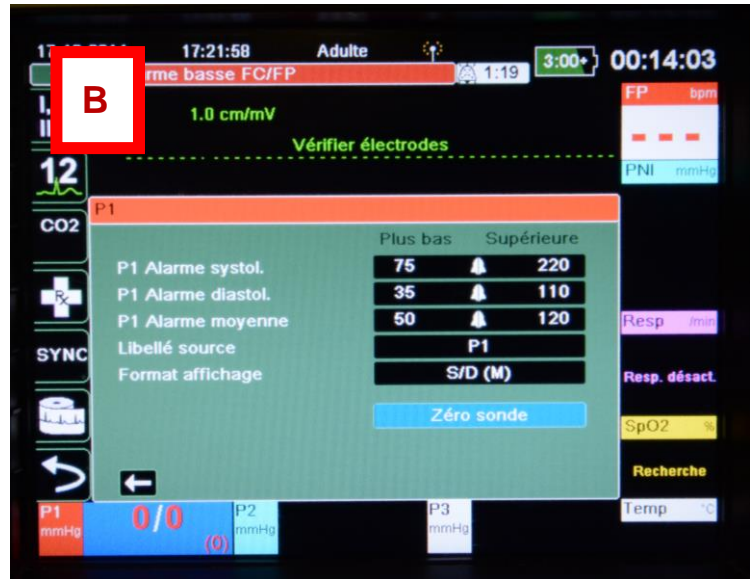 17:21:58 Adulte 3:00+ 00:14:03
rme basse FC/FP 1:19
B
FP bpm
1.0 cm/mV
Vérifier électrodes
- - -
12
PNI mmHg
P1
CO2
Plus bas Supérieure
P1 Alarme systol. 75 220
P1 Alarme diastol. 35 110
P1 Alarme moyenne 50 120
Rx
Resp /min
SYNC
Libellé source P1
Format affichage S/D (M)
Resp. désact.
Zéro sonde
SpO2 %
Recherche
P1 mmHg 0/0 (0)
P2 mmHg
P3 mmHg
Temp °C